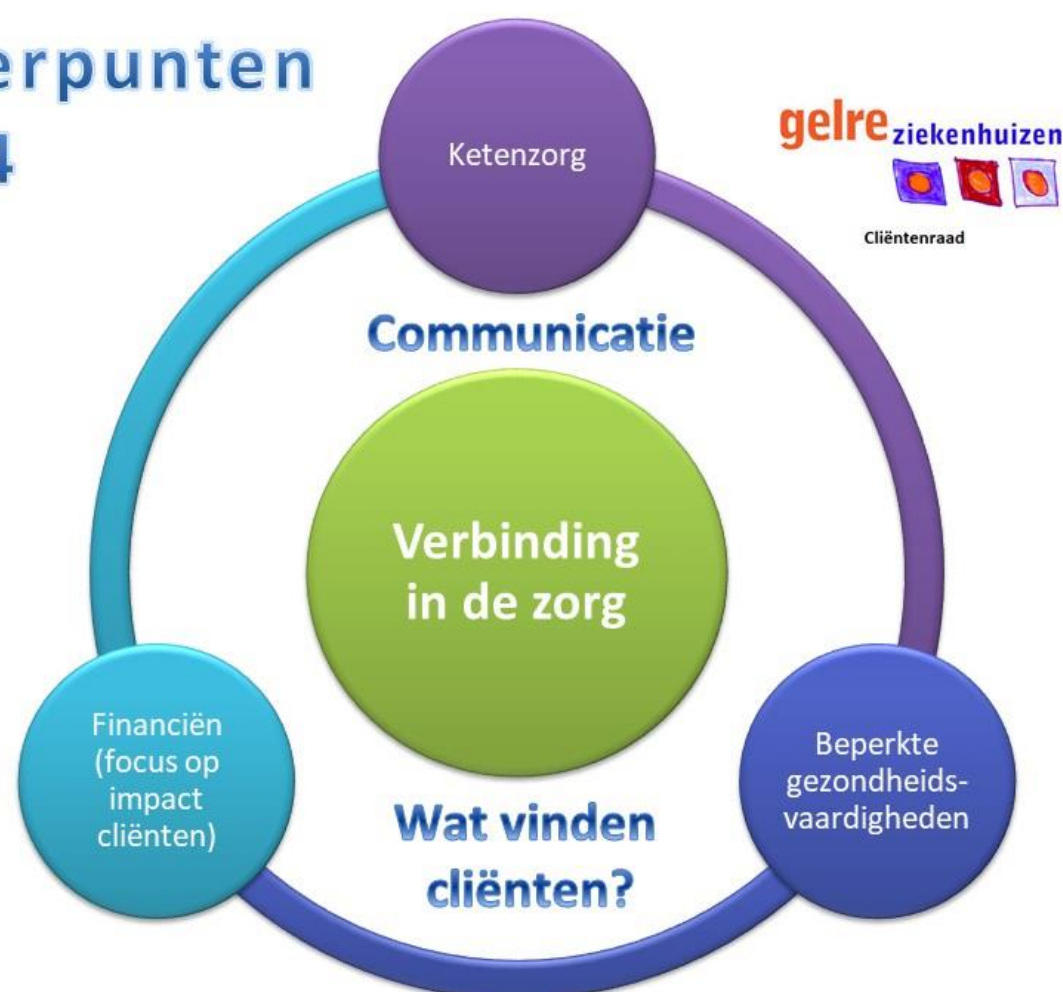 erpunten
4
gelre ziekenhuizen
Cliëntenraad
Ketenzorg
Communicatie
Verbinding
in de zorg
Financiën
(focus op
impact
cliënten)
Beperkte
gezondheids-
vaardigheden
Wat vinden
cliënten?